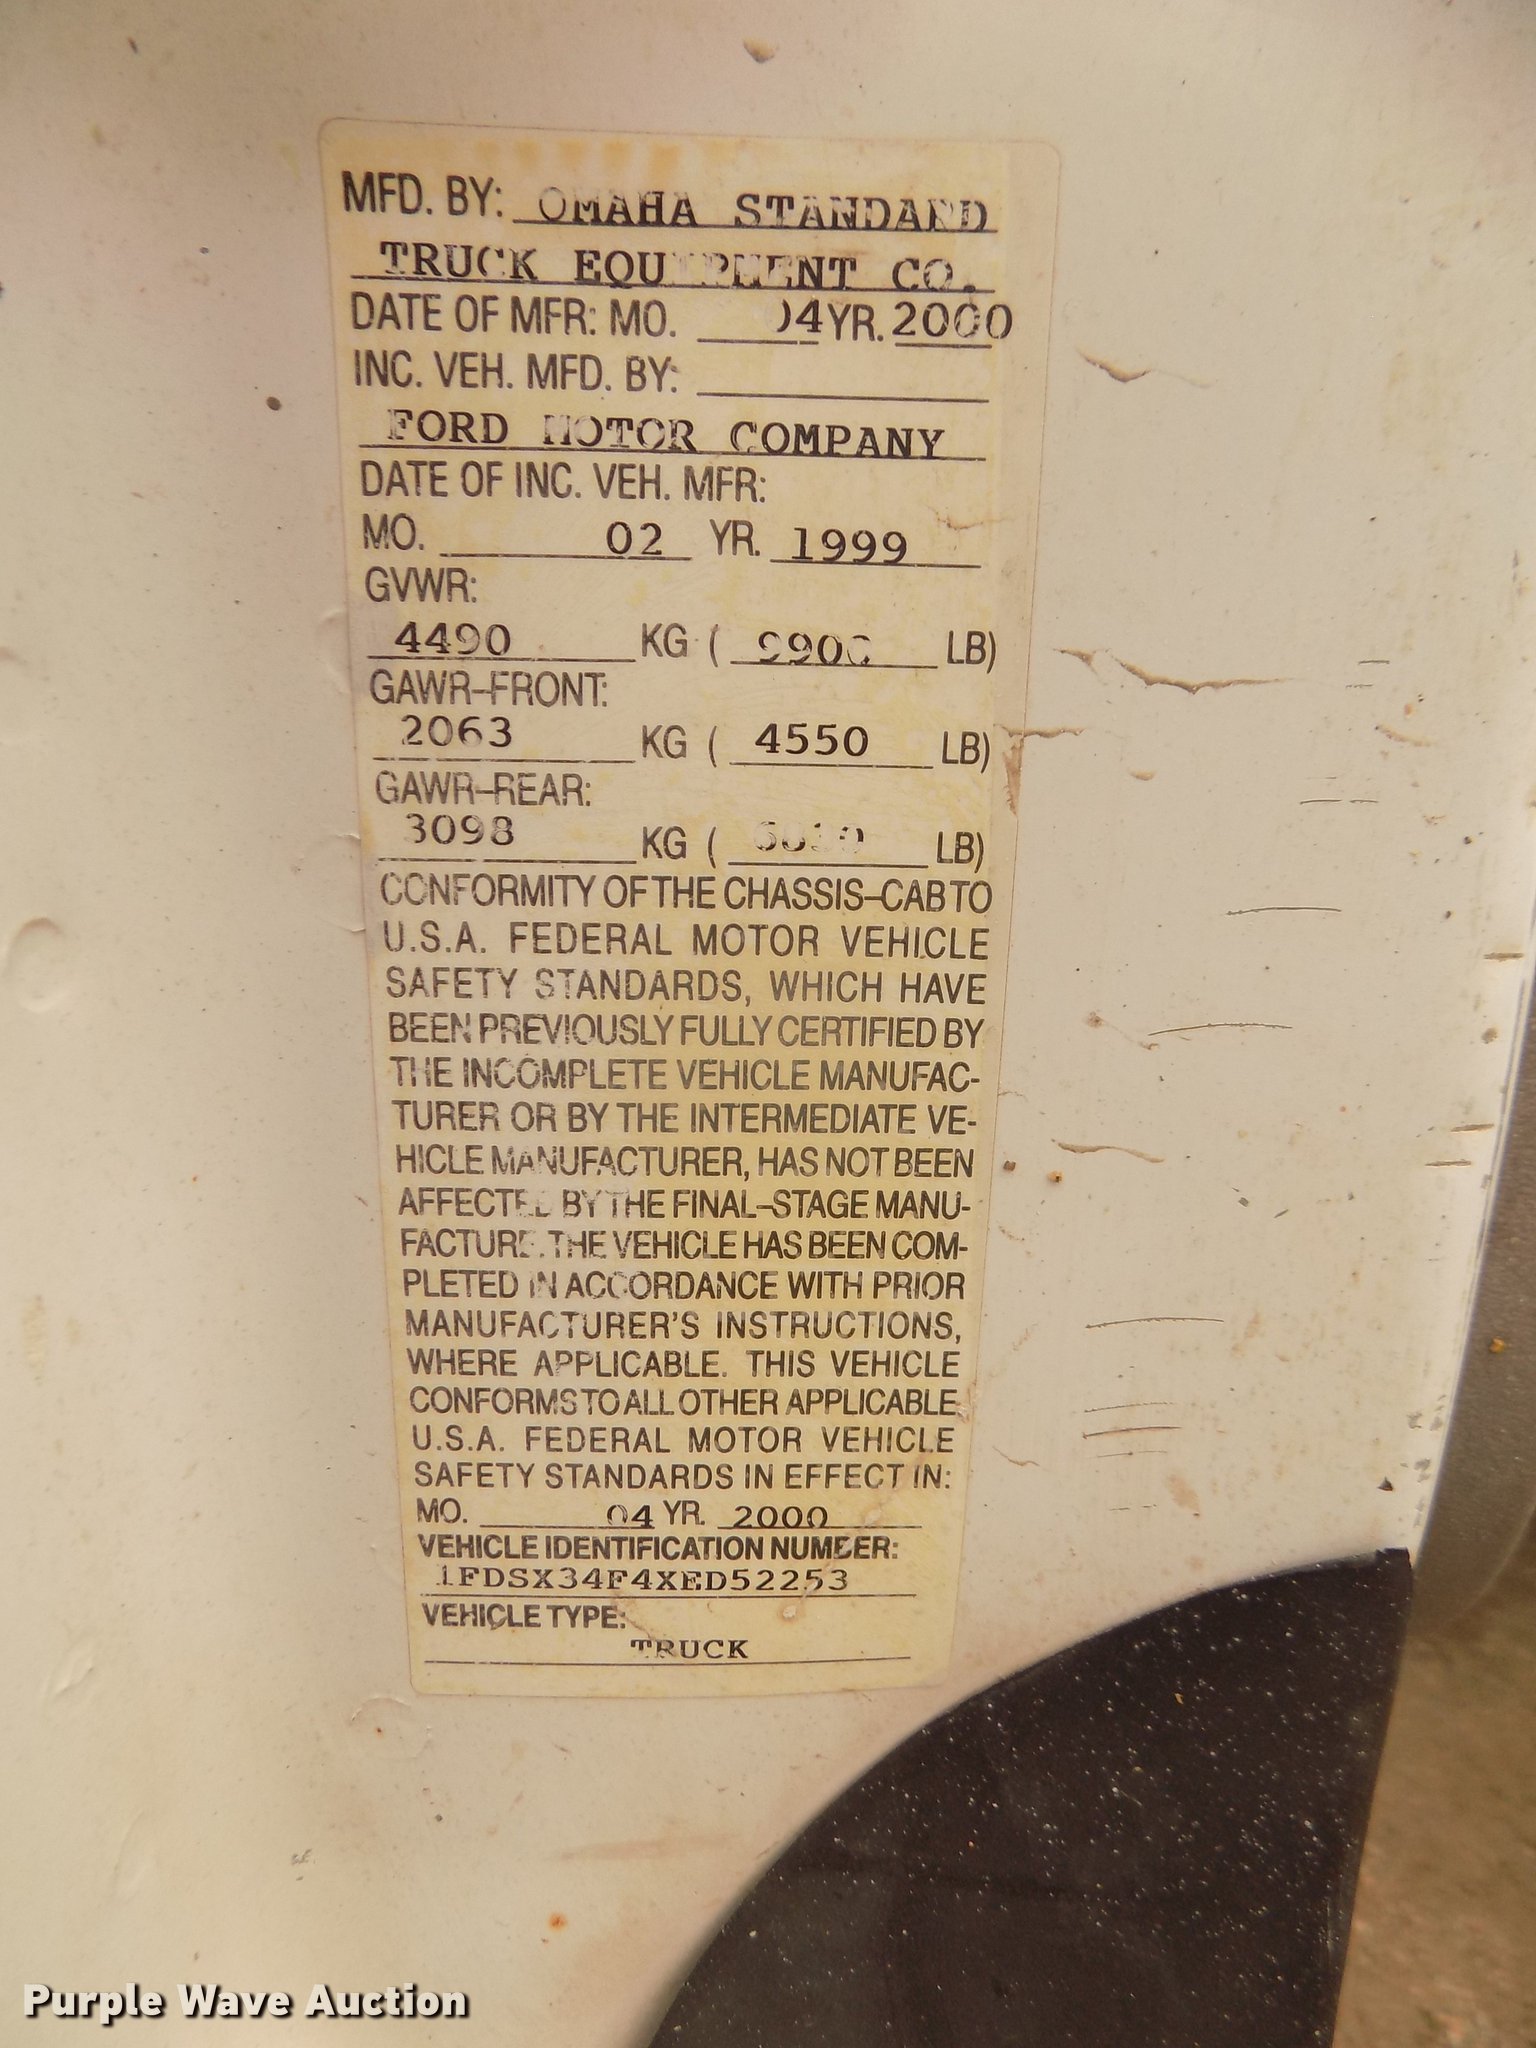 MFD. BY: OMAHA STANDARD
TRUCK EQUIPMENT CO.
DATE OF MFR: MO. 04 YR. 2000
INC. VEH. MFD. BY:
FORD MOTOR COMPANY
DATE OF INC. VEH. MFR:
MO. 02 YR. 1999
GVWR:
4490 KG ( 9900 LB)
GAWR-FRONT:
2063 KG ( 4550 LB)
GAWR-REAR:
3098 KG ( LB)
CONFORMITY OF THE CHASSIS-CAB TO
U.S.A. FEDERAL MOTOR VEHICLE
SAFETY STANDARDS, WHICH HAVE
BEEN PREVIOUSLY FULLY CERTIFIED BY
THE INCOMPLETE VEHICLE MANUFAC-
TURER OR BY THE INTERMEDIATE VE-
HICLE MANUFACTURER, HAS NOT BEEN
AFFECTED BY THE FINAL-STAGE MANU-
FACTURE. THE VEHICLE HAS BEEN COM-
PLETED IN ACCORDANCE WITH PRIOR
MANUFACTURER'S INSTRUCTIONS,
WHERE APPLICABLE. THIS VEHICLE
CONFORMS TO ALL OTHER APPLICABLE
U.S.A. FEDERAL MOTOR VEHICLE
SAFETY STANDARDS IN EFFECT IN:
MO. 04 YR. 2000
VEHICLE IDENTIFICATION NUMBER:
1FDSX34F4XED52253
VEHICLE TYPE:
TRUCK
Purple Wave Auction